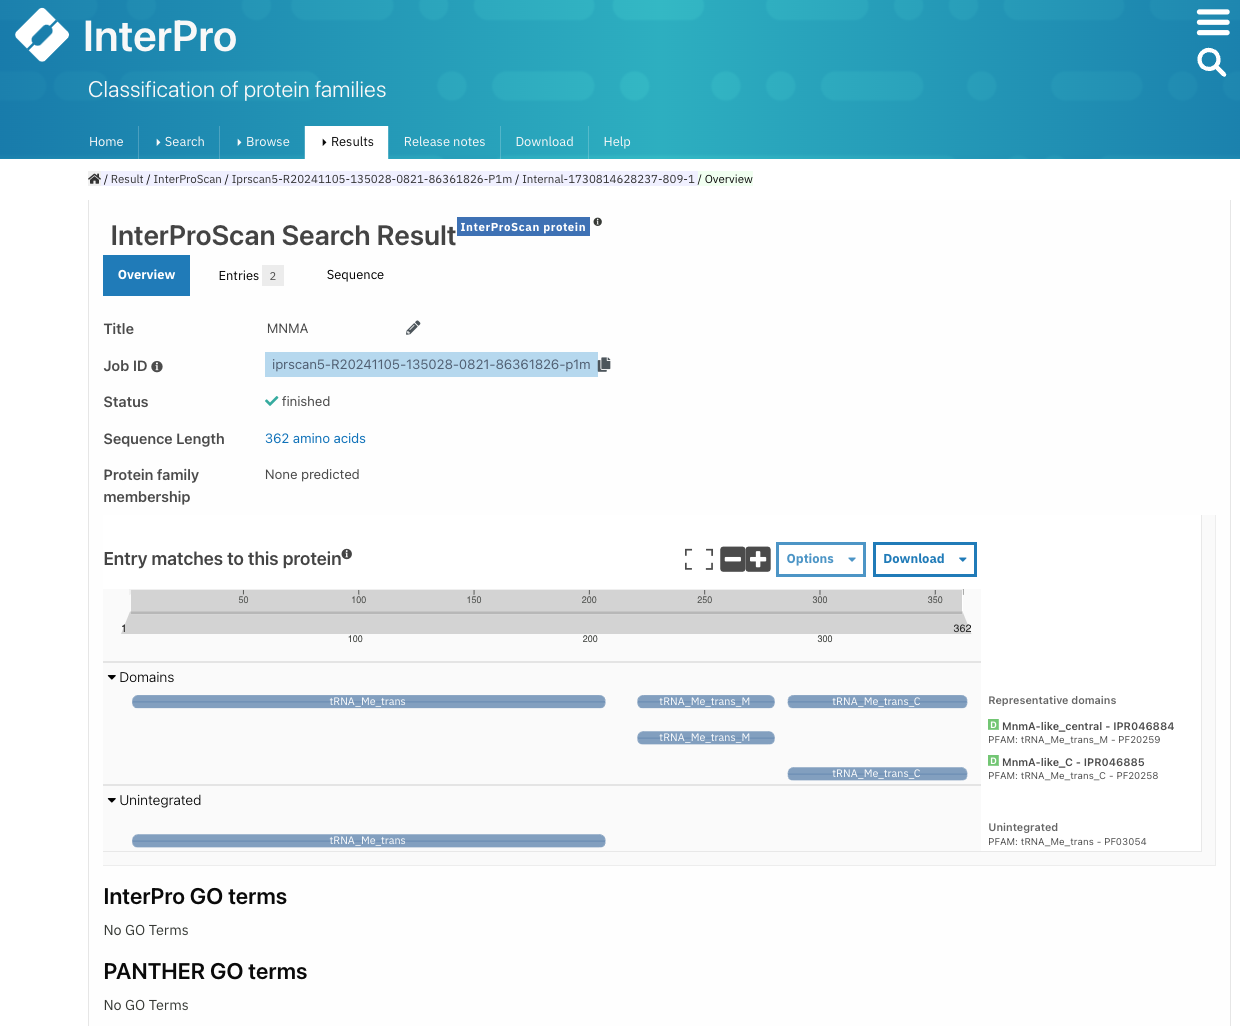 InterPro
Classification of protein families
Home Search Browse Results Release notes Download Help
/ Result / InterProScan / Iprscan5-R20241105-135028-0821-86361826-P1m / Internal-1730814628237-809-1 / Overview
InterProScan Search Result InterProScan protein
Overview Entries 2 Sequence
Title MNMA
Job ID iprscan5-R20241105-135028-0821-86361826-p1m
Status finished
Sequence Length 362 amino acids
Protein family membership None predicted
Entry matches to this protein Options Download
50 100 150 200 250 300 350
1 362
100 200 300
Domains
tRNA_Me_trans tRNA_Me_trans_M tRNA_Me_trans_C Representative domains
tRNA_Me_trans_M D MnmA-like_central - IPR046884
PFAM: tRNA_Me_trans_M - PF20259
tRNA_Me_trans_C D MnmA-like_C - IPR046885
PFAM: tRNA_Me_trans_C - PF20258
Unintegrated
Unintegrated
tRNA_Me_trans PFAM: tRNA_Me_trans - PF03054
InterPro GO terms
No GO Terms
PANTHER GO terms
No GO Terms